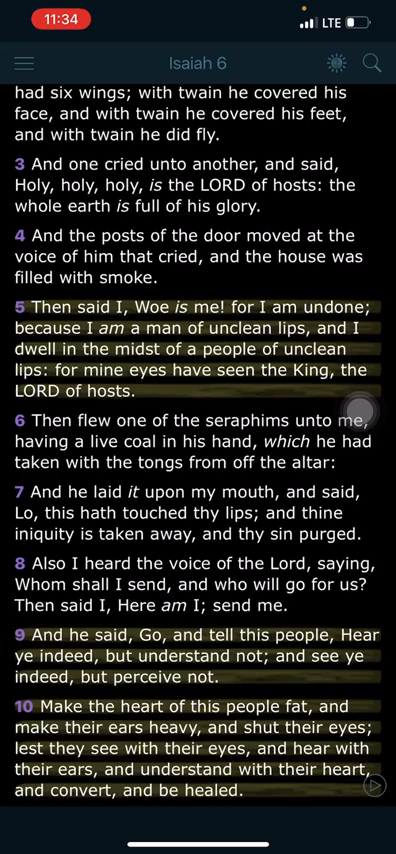 11:34
LTE
Isaiah 6
had six wings; with twain he covered his
face, and with twain he covered his feet,
and with twain he did fly.
3 And one cried unto another, and said,
Holy, holy, holy, is the LORD of hosts: the
whole earth is full of his glory.
4 And the posts of the door moved at the
voice of him that cried, and the house was
filled with smoke.
5 Then said I, Woe is me! for I am undone;
because I am a man of unclean lips, and I
dwell in the midst of a people of unclean
lips: for mine eyes have seen the King, the
LORD of hosts.
6 Then flew one of the seraphims unto me,
having a live coal in his hand, which he had
taken with the tongs from off the altar:
7 And he laid it upon my mouth, and said,
Lo, this hath touched thy lips; and thine
iniquity is taken away, and thy sin purged.
8 Also I heard the voice of the Lord, saying,
Whom shall I send, and who will go for us?
Then said I, Here am I; send me.
9 And he said, Go, and tell this people, Hear
ye indeed, but understand not; and see ye
indeed, but perceive not.
10 Make the heart of this people fat, and
make their ears heavy, and shut their eyes;
lest they see with their eyes, and hear with
their ears, and understand with their heart,
and convert, and be healed.